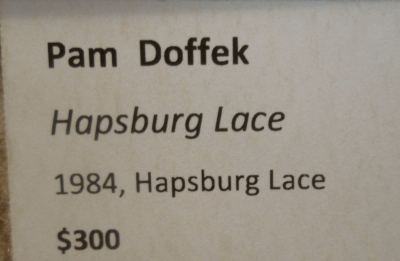 Pam Doffek
Hapsburg Lace
1984, Hapsburg Lace
$300